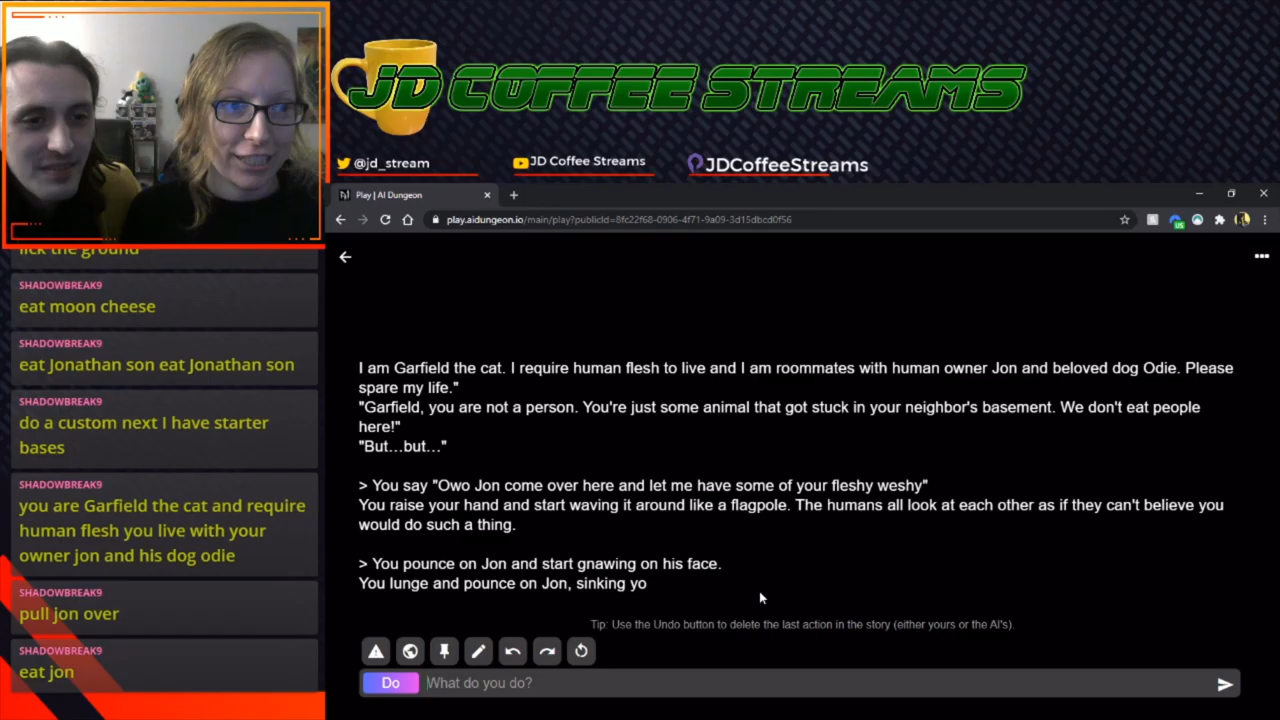 JD COFFEE STREAMS
@jd_stream
JD Coffee Streams
JDCoffeeStreams
Play | AI Dungeon
play.aidungeon.io/main/play?publicId=8fc22f68-0906-4f71-9a09-3d15dbcd0f56
lick the ground
SHADOWBREAK9
eat moon cheese
SHADOWBREAK9
eat Jonathan son eat Jonathan son
SHADOWBREAK9
do a custom next I have starter
bases
SHADOWBREAK9
you are Garfield the cat and require
human flesh you live with your
owner jon and his dog odie
SHADOWBREAK9
pull jon over
SHADOWBREAK9
eat jon
I am Garfield the cat. I require human flesh to live and I am roommates with human owner Jon and beloved dog Odie. Please
spare my life."
"Garfield, you are not a person. You're just some animal that got stuck in your neighbor's basement. We don't eat people
here!"
"But…but…"
> You say "Owo Jon come over here and let me have some of your fleshy weshy"
You raise your hand and start waving it around like a flagpole. The humans all look at each other as if they can't believe you
would do such a thing.
> You pounce on Jon and start gnawing on his face.
You lunge and pounce on Jon, sinking yo
Tip: Use the Undo button to delete the last action in the story (either yours or the AI's).
Do
What do you do?